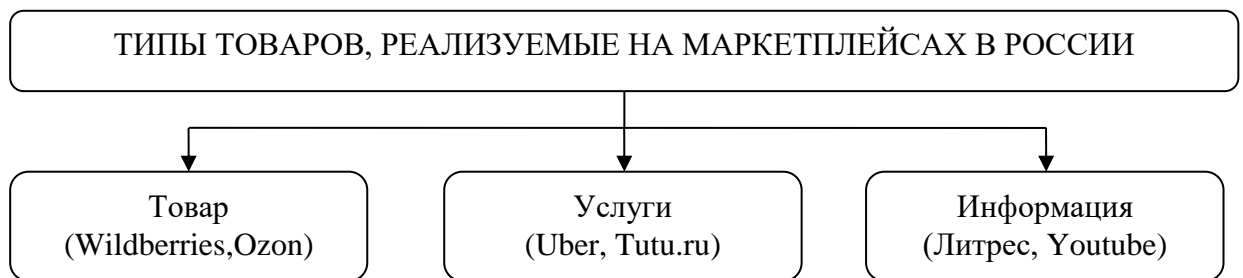 ТИПЫ ТОВАРОВ, РЕАЛИЗУЕМЫЕ НА МАРКЕТПЛЕЙСАХ В РОССИИ
Товар
(Wildberries,Ozon)
Услуги
(Uber, Tutu.ru)
Информация
(Литрес, Youtube)